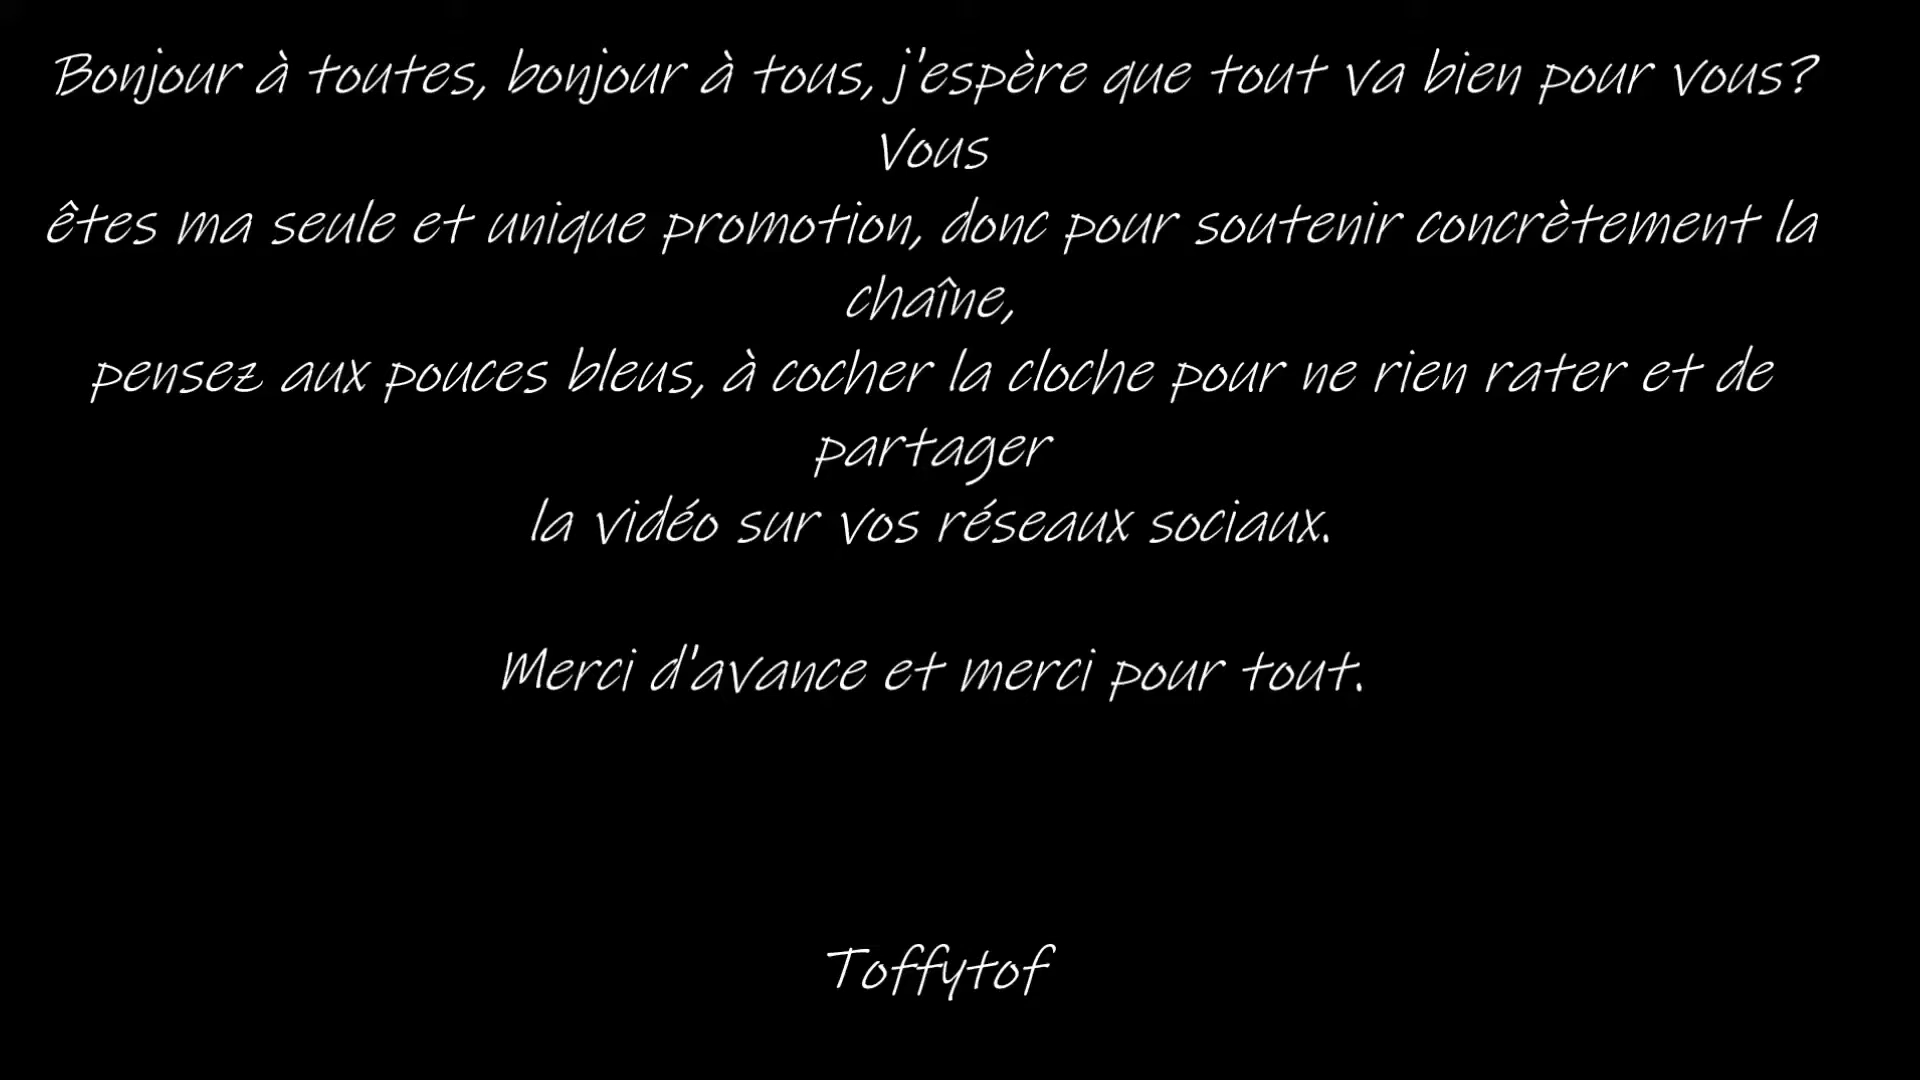 Bonjour à toutes, bonjour à tous, j'espère que tout va bien pour vous?
Vous
êtes ma seule et unique promotion, donc pour soutenir concrètement la
chaîne,
pensez aux pouces bleus, à cocher la cloche pour ne rien rater et de
partager
la vidéo sur vos réseaux sociaux.
Merci d'avance et merci pour tout.
Toffytof